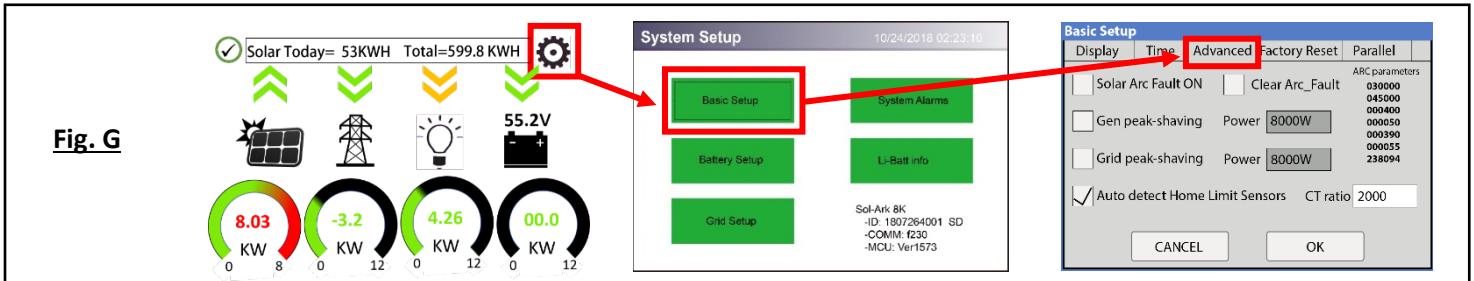 Fig. G
Solar Today= 53KWH Total=599.8 KWH
55.2V
- +
8.03
KW
0 8
-3.2
KW
0 12
4.26
KW
0 12
00.0
KW
0 12
System Setup 10/24/2018 02:23:10
Basic Setup
System Alarms
Battery Setup
Li-Batt info
Grid Setup
Sol-Ark 8K
-ID: 1807264001 SD
-COMM: f230
-MCU: Ver1573
Basic Setup
Display Time Advanced Factory Reset Parallel
Solar Arc Fault ON Clear Arc_Fault
ARC parameters
030000
045000
000400
000050
000390
000055
238094
Gen peak-shaving Power 8000W
Grid peak-shaving Power 8000W
Auto detect Home Limit Sensors CT ratio 2000
CANCEL OK